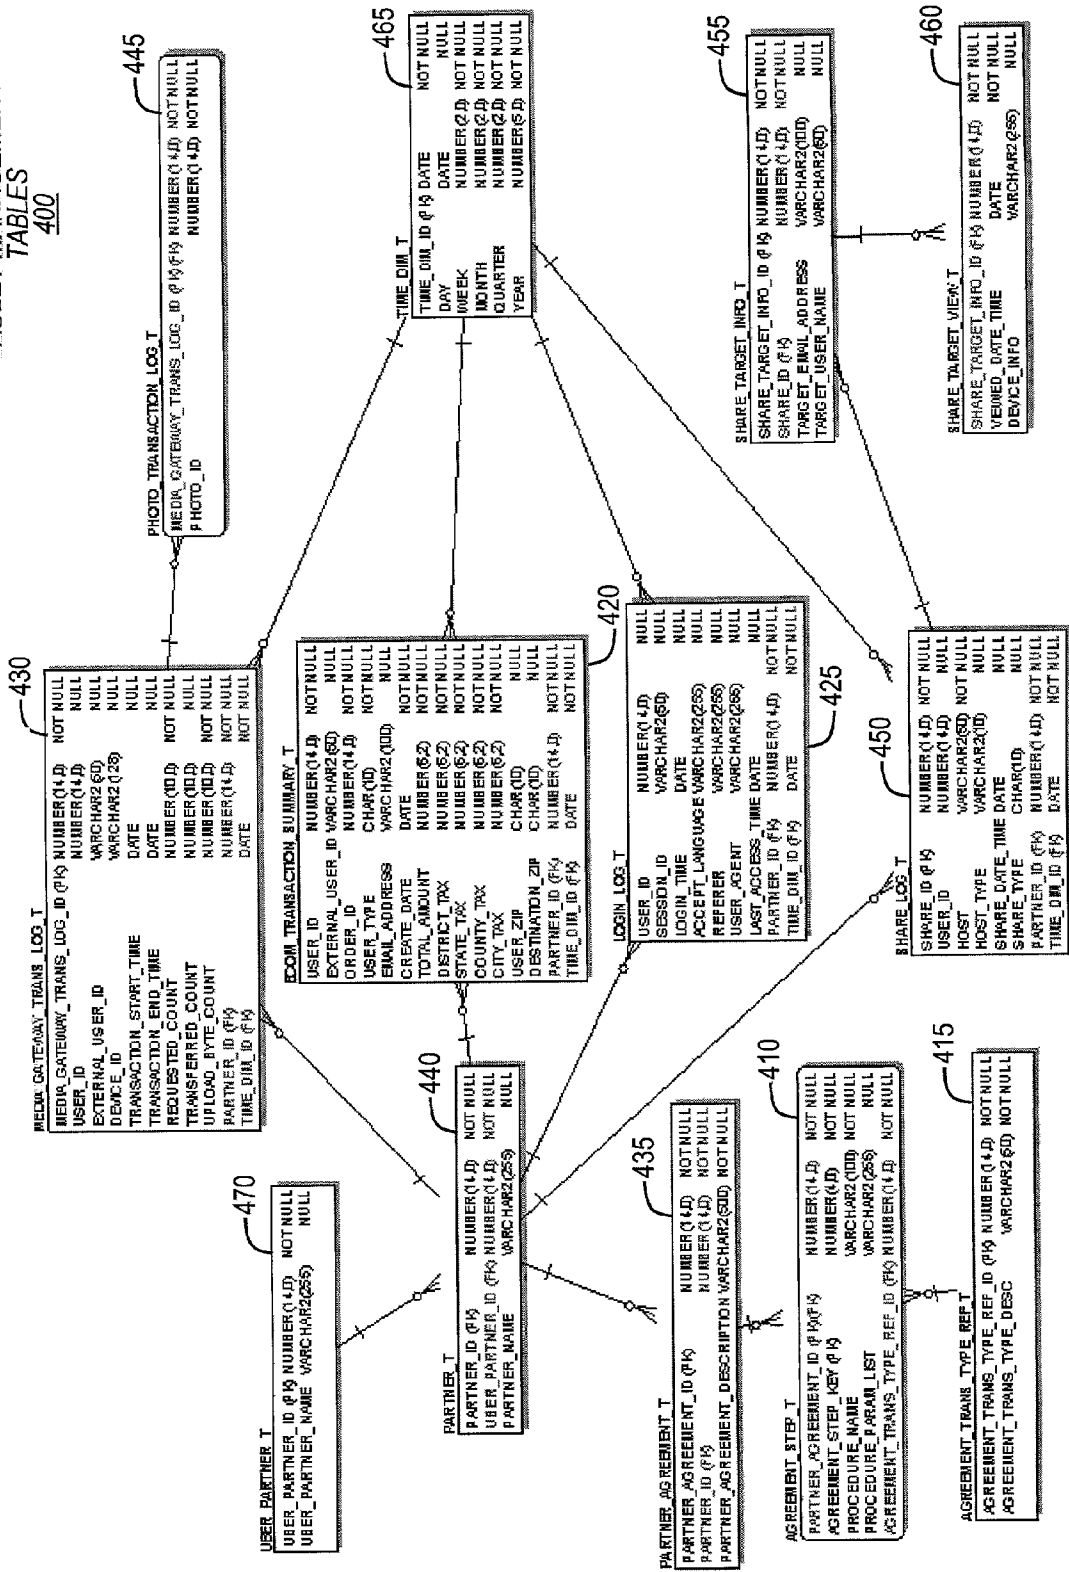 TABLES
400
UBER_PARTNER_T
UBER_PARTNER_ID (PK) NUMBER(14,0) NOT NULL
UBER_PARTNER_NAME VARCHAR2(255) NULL
470
MEDIA_GATEWAY_TRANS_LOG_T
MEDIA_GATEWAY_TRANS_LOG_ID (PK) NUMBER(14,0) NOT NULL
USER_ID NUMBER(14,0) NULL
EXTERNAL_USER_ID VARCHAR2(60) NULL
DEVICE_ID VARCHAR2(128) NULL
TRANSACTION_START_TIME DATE NULL
TRANSACTION_END_TIME DATE NULL
REQUESTED_COUNT NUMBER(10,0) NOT NULL
TRANSFERRED_COUNT NUMBER(10,0) NULL
UPLOAD_BYTE_COUNT NUMBER(10,0) NOT NULL
PARTNER_ID (FK) NUMBER(14,0) NOT NULL
TIME_DIM_ID (FK) DATE NOT NULL
430
PHOTO_TRANSACTION_LOG_T
MEDIA_GATEWAY_TRANS_LOG_ID (PK)(FK) NUMBER(14,0) NOT NULL
PHOTO_ID NUMBER(14,0) NOT NULL
445
PARTNER_T
PARTNER_ID (PK) NUMBER(14,0) NOT NULL
UBER_PARTNER_ID (FK) NUMBER(14,0) NOT NULL
PARTNER_NAME VARCHAR2(255) NULL
440
ECOM_TRANSACTION_SUMMARY_T
USER_ID NUMBER(14,0) NOT NULL
EXTERNAL_USER_ID VARCHAR2(60) NULL
ORDER_ID NUMBER(14,0) NOT NULL
USER_TYPE CHAR(10) NULL
EMAIL_ADDRESS VARCHAR2(100) NULL
CREATE_DATE DATE NOT NULL
TOTAL_AMOUNT NUMBER(6,2) NOT NULL
DISTRICT_TAX NUMBER(6,2) NOT NULL
STATE_TAX NUMBER(6,2) NOT NULL
COUNTY_TAX NUMBER(6,2) NOT NULL
CITY_TAX NUMBER(6,2) NOT NULL
USER_ZIP CHAR(10) NULL
DESTINATION_ZIP CHAR(10) NULL
PARTNER_ID (FK) NUMBER(14,0) NOT NULL
TIME_DIM_ID (FK) DATE NOT NULL
420
TIME_DIM_T
TIME_DIM_ID (PK) DATE NOT NULL
DAY DATE NULL
WEEK NUMBER(2,0) NOT NULL
MONTH NUMBER(2,0) NOT NULL
QUARTER NUMBER(2,0) NOT NULL
YEAR NUMBER(5,0) NOT NULL
465
PARTNER_AGREEMENT_T
PARTNER_AGREEMENT_ID (PK) NUMBER(14,0) NOT NULL
PARTNER_ID (FK) NUMBER(14,0) NOT NULL
PARTNER_AGREEMENT_DESCRIPTION VARCHAR2(500) NOT NULL
435
LOGIN_LOG_T
USER_ID NUMBER(14,0) NULL
SESSION_ID VARCHAR2(50) NULL
LOGIN_TIME DATE NULL
ACCEPT_LANGUAGE VARCHAR2(255) NULL
REFERER VARCHAR2(255) NULL
USER_AGENT VARCHAR2(255) NULL
LAST_ACCESS_TIME DATE NULL
PARTNER_ID (FK) NUMBER(14,0) NOT NULL
TIME_DIM_ID (FK) DATE NOT NULL
425
SHARE_TARGET_INFO_T
SHARE_TARGET_INFO_ID (PK) NUMBER(14,0) NOT NULL
SHARE_ID (FK) NUMBER(14,0) NOT NULL
TARGET_EMAIL_ADDRESS VARCHAR2(100) NULL
TARGET_USER_NAME VARCHAR2(60) NULL
455
AGREEMENT_STEP_T
PARTNER_AGREEMENT_ID (PK)(FK) NUMBER(14,0) NOT NULL
AGREEMENT_STEP_KEY (PK) NUMBER(4,0) NOT NULL
PROCEDURE_NAME VARCHAR2(100) NOT NULL
PROCEDURE_PARAM_LIST VARCHAR2(255) NULL
AGREEMENT_TRANS_TYPE_REF_ID (FK) NUMBER(14,0) NOT NULL
410
SHARE_LOG_T
SHARE_ID (PK) NUMBER(14,0) NOT NULL
USER_ID NUMBER(14,0) NULL
HOST VARCHAR2(50) NOT NULL
HOST_TYPE VARCHAR2(10) NULL
SHARE_DATE_TIME DATE NULL
SHARE_TYPE CHAR(10) NULL
PARTNER_ID (FK) NUMBER(14,0) NOT NULL
TIME_DIM_ID (FK) DATE NOT NULL
450
SHARE_TARGET_VIEW_T
SHARE_TARGET_INFO_ID (FK) NUMBER(14,0) NOT NULL
VIEWED_DATE_TIME DATE NOT NULL
DEVICE_INFO VARCHAR2(255) NULL
460
AGREEMENT_TRANS_TYPE_REF_T
AGREEMENT_TRANS_TYPE_REF_ID (PK) NUMBER(14,0) NOT NULL
AGREEMENT_TRANS_TYPE_DESC VARCHAR2(50) NOT NULL
415